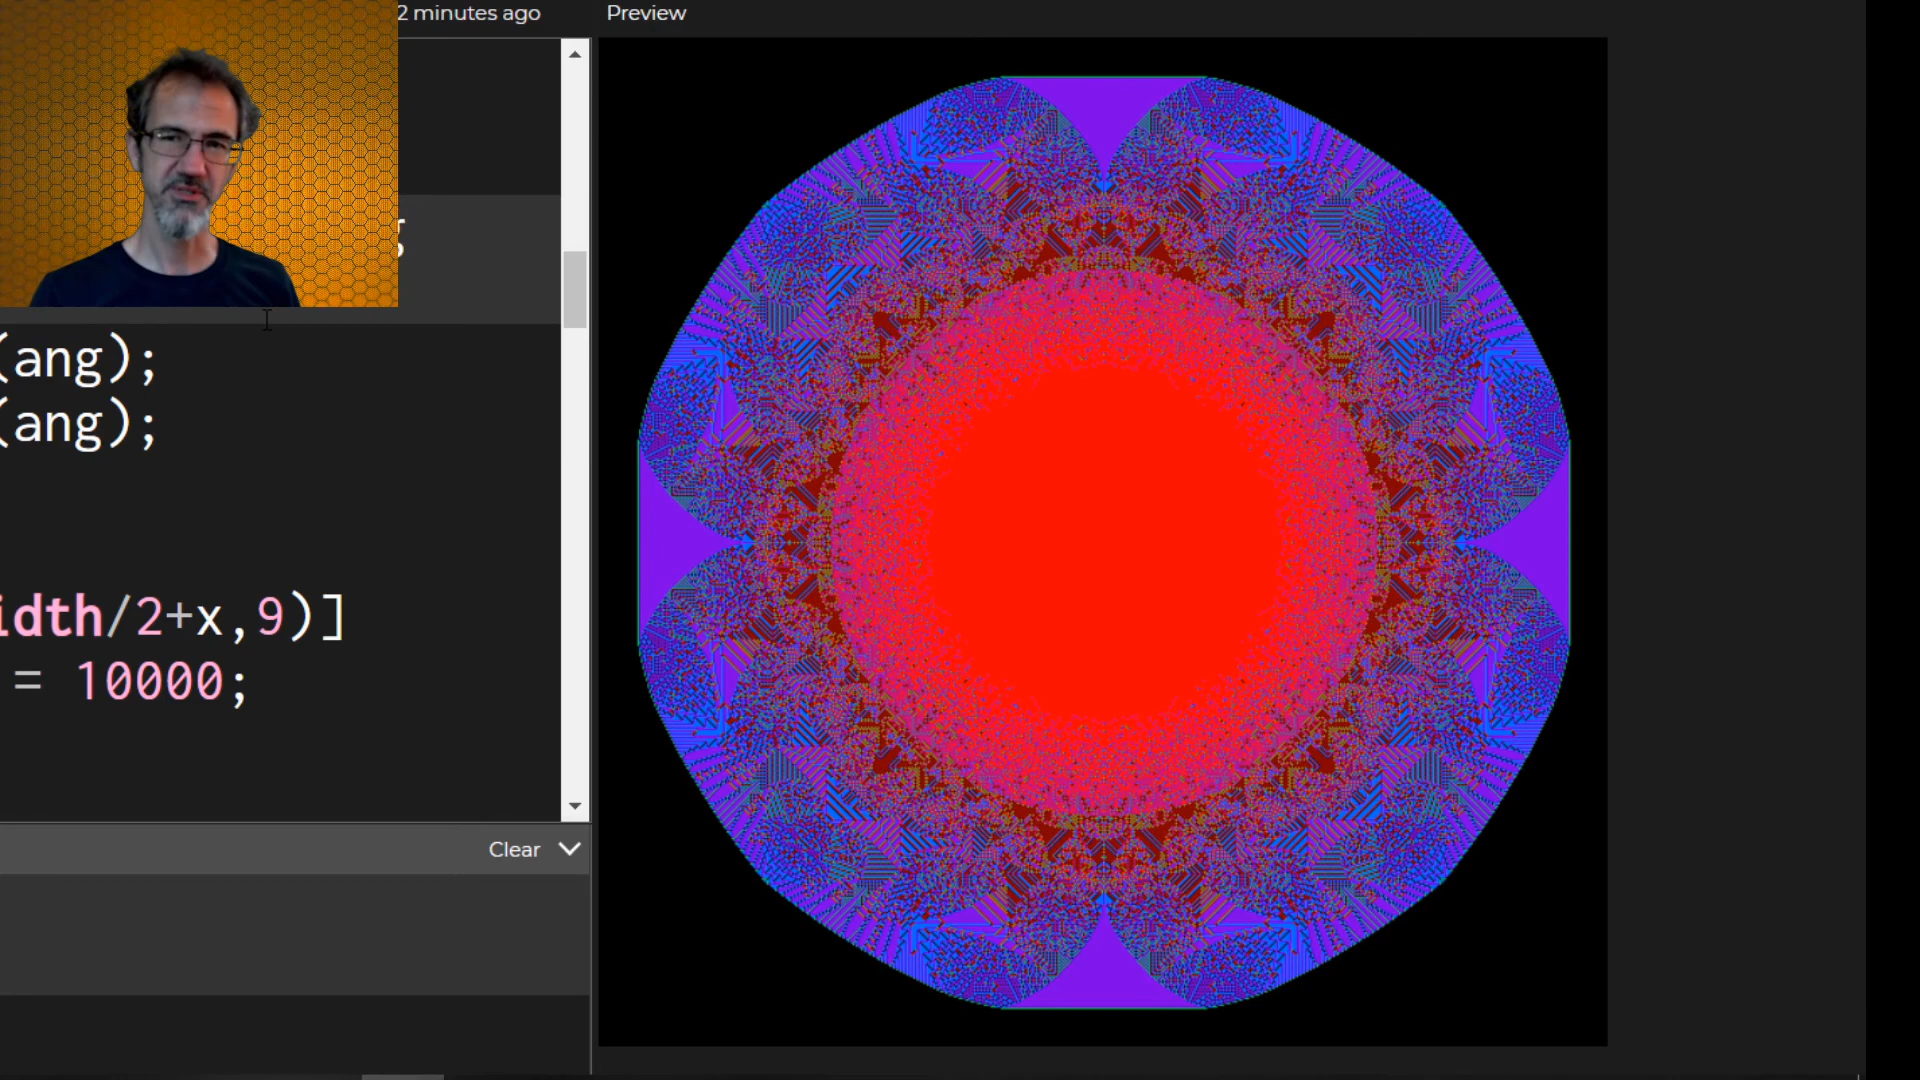 2 minutes ago
Preview
g
(ang);
(ang);
idth/2+x,9)]
= 10000;
Clear